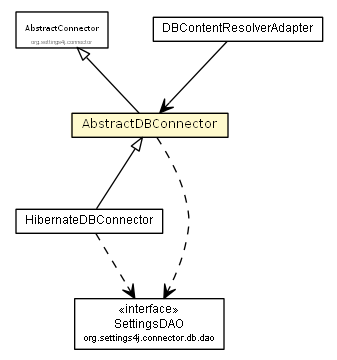 AbstractConnector
org.settings4j.connector
DBContentResolverAdapter
AbstractDBConnector
HibernateDBConnector
«interface»
SettingsDAO
org.settings4j.connector.db.dao